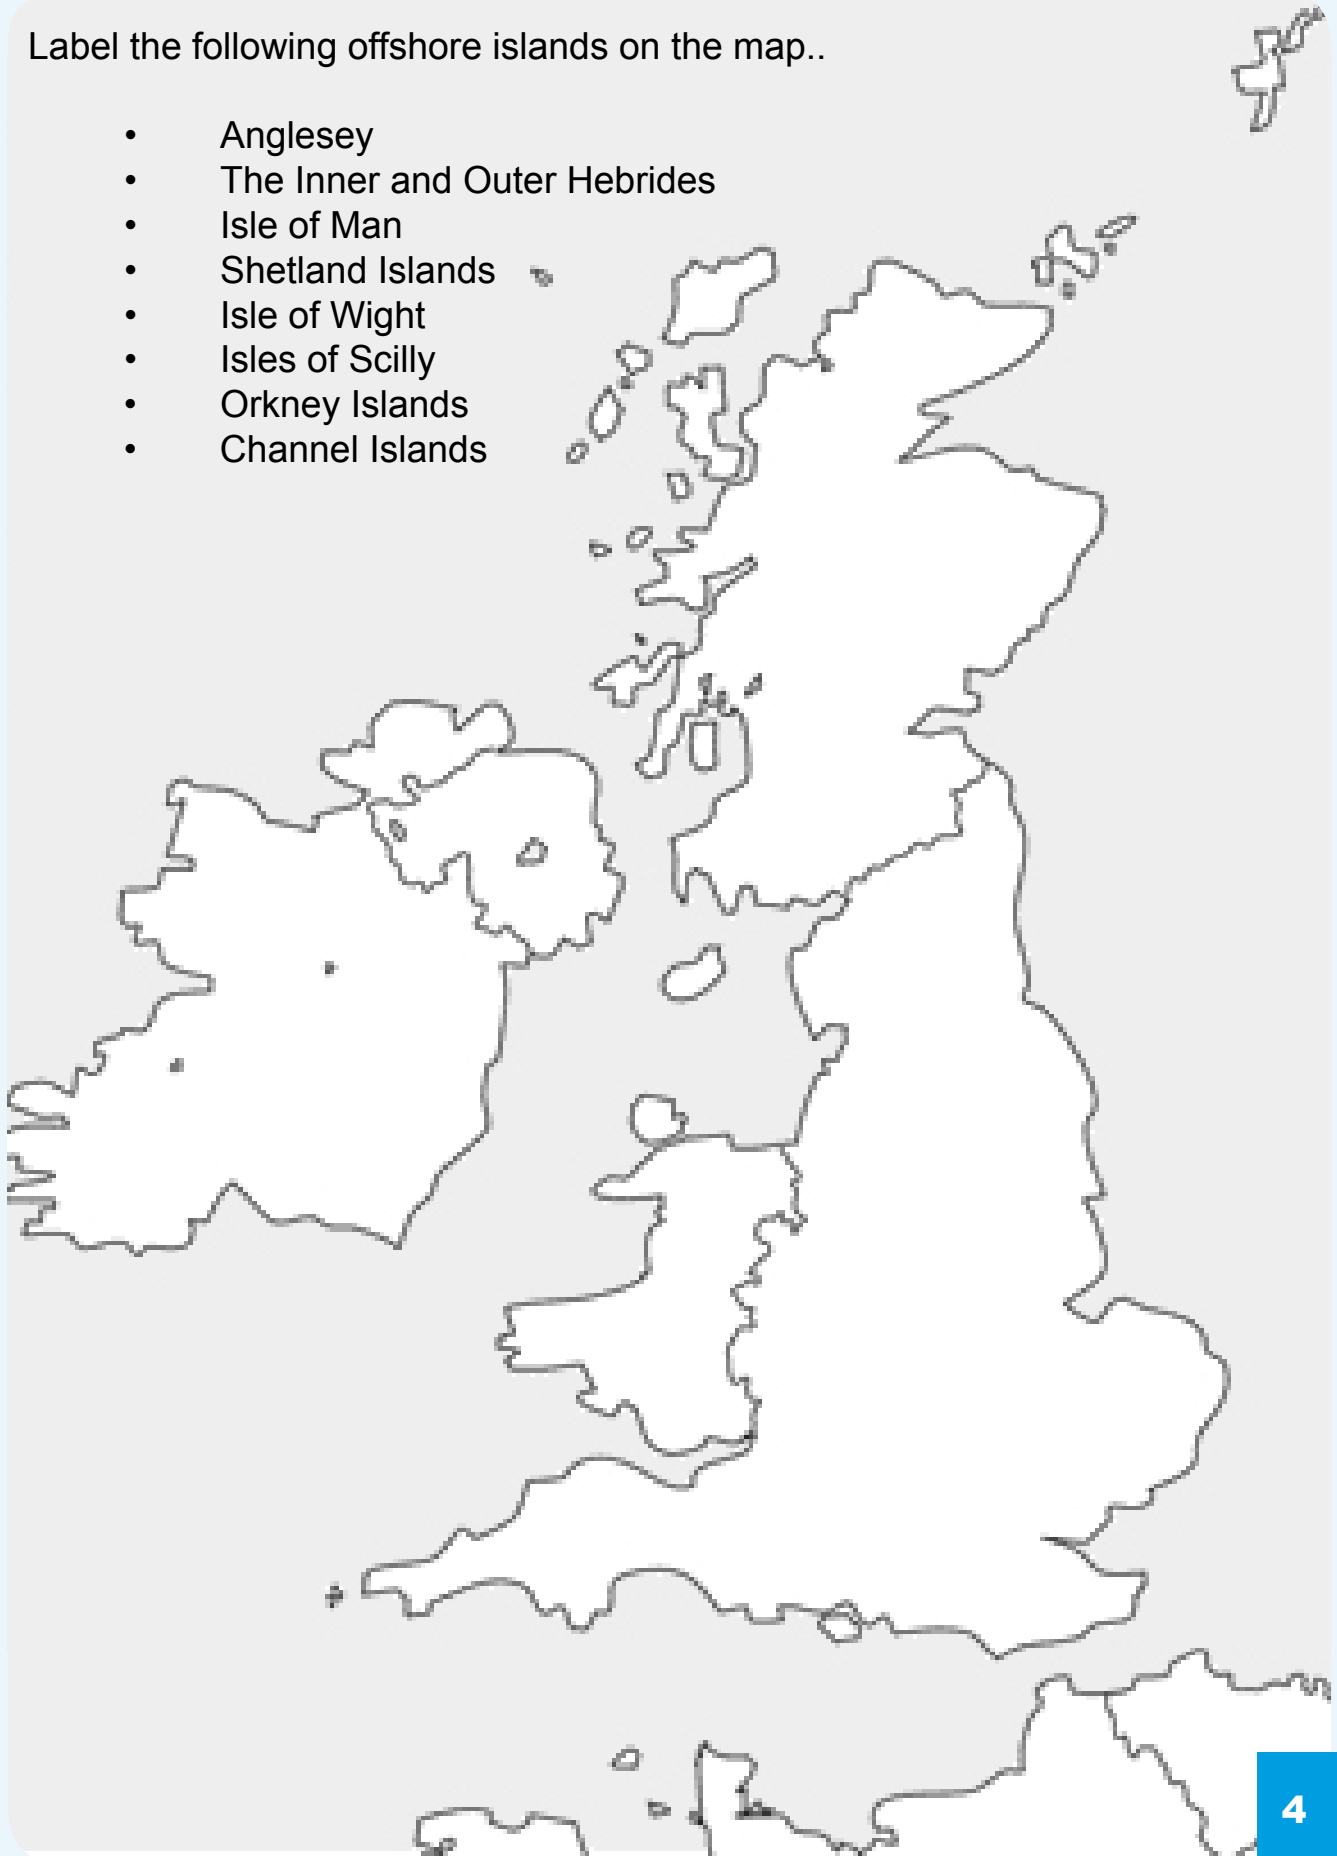 Label the following offshore islands on the map..
• Anglesey
• The Inner and Outer Hebrides
• Isle of Man
• Shetland Islands
• Isle of Wight
• Isles of Scilly
• Orkney Islands
• Channel Islands
4